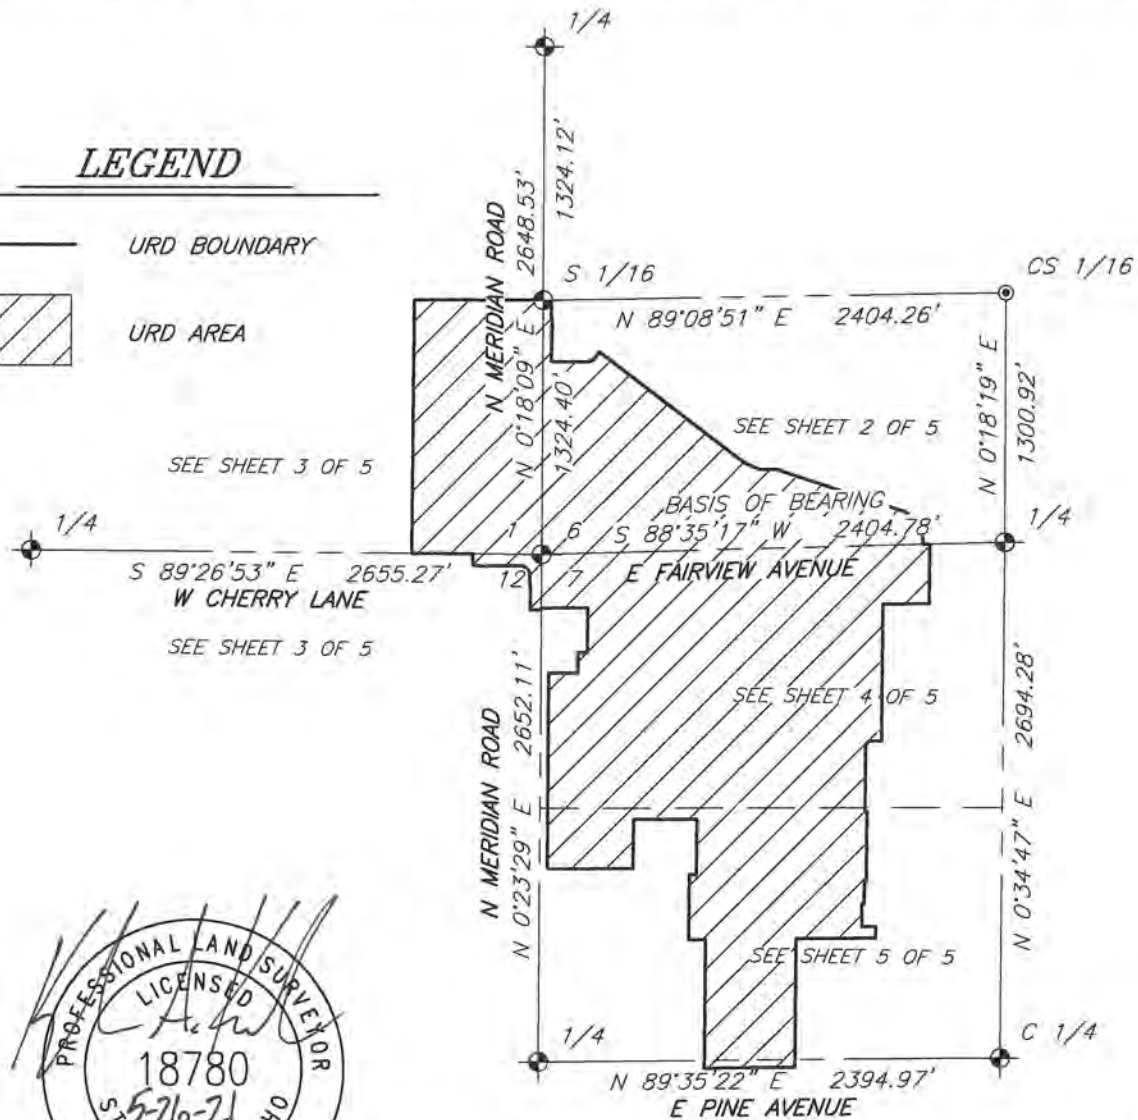 1/4
LEGEND
URD BOUNDARY
URD AREA
N MERIDIAN ROAD
2648.53'
1324.12'
S 1/16
CS 1/16
N 89°08'51" E 2404.26'
N 0°18'09" E
1324.40'
N 0°18'19" E
1300.92'
SEE SHEET 2 OF 5
SEE SHEET 3 OF 5
BASIS OF BEARING
1/4
1 6
S 88°35'17" W 2404.78'
1/4
S 89°26'53" E 2655.27'
12 7
E FAIRVIEW AVENUE
W CHERRY LANE
SEE SHEET 3 OF 5
N MERIDIAN ROAD
N 0°23'29" E 2652.11'
SEE SHEET 4 OF 5
N 0°34'47" E 2694.28'
SEE SHEET 5 OF 5
PROFESSIONAL LAND SURVEYOR
LICENSED
18780
5-26-21
1/4
C 1/4
N 89°35'22" E 2394.97'
E PINE AVENUE